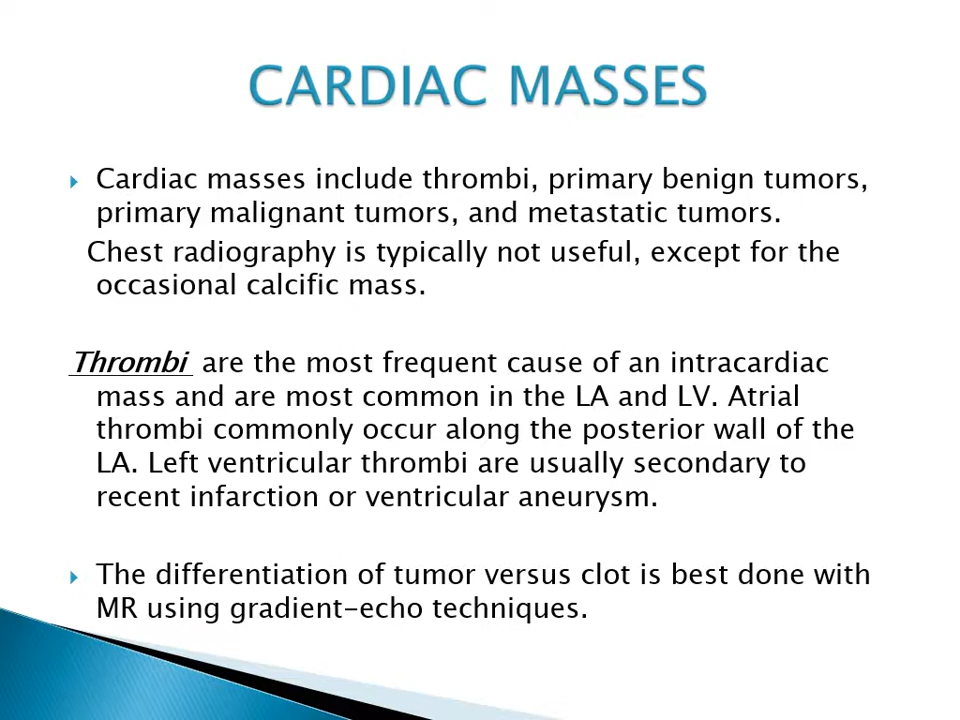 CARDIAC MASSES
Cardiac masses include thrombi, primary benign tumors,
primary malignant tumors, and metastatic tumors.
Chest radiography is typically not useful, except for the
occasional calcific mass.
Thrombi are the most frequent cause of an intracardiac
mass and are most common in the LA and LV. Atrial
thrombi commonly occur along the posterior wall of the
LA. Left ventricular thrombi are usually secondary to
recent infarction or ventricular aneurysm.
The differentiation of tumor versus clot is best done with
MR using gradient-echo techniques.